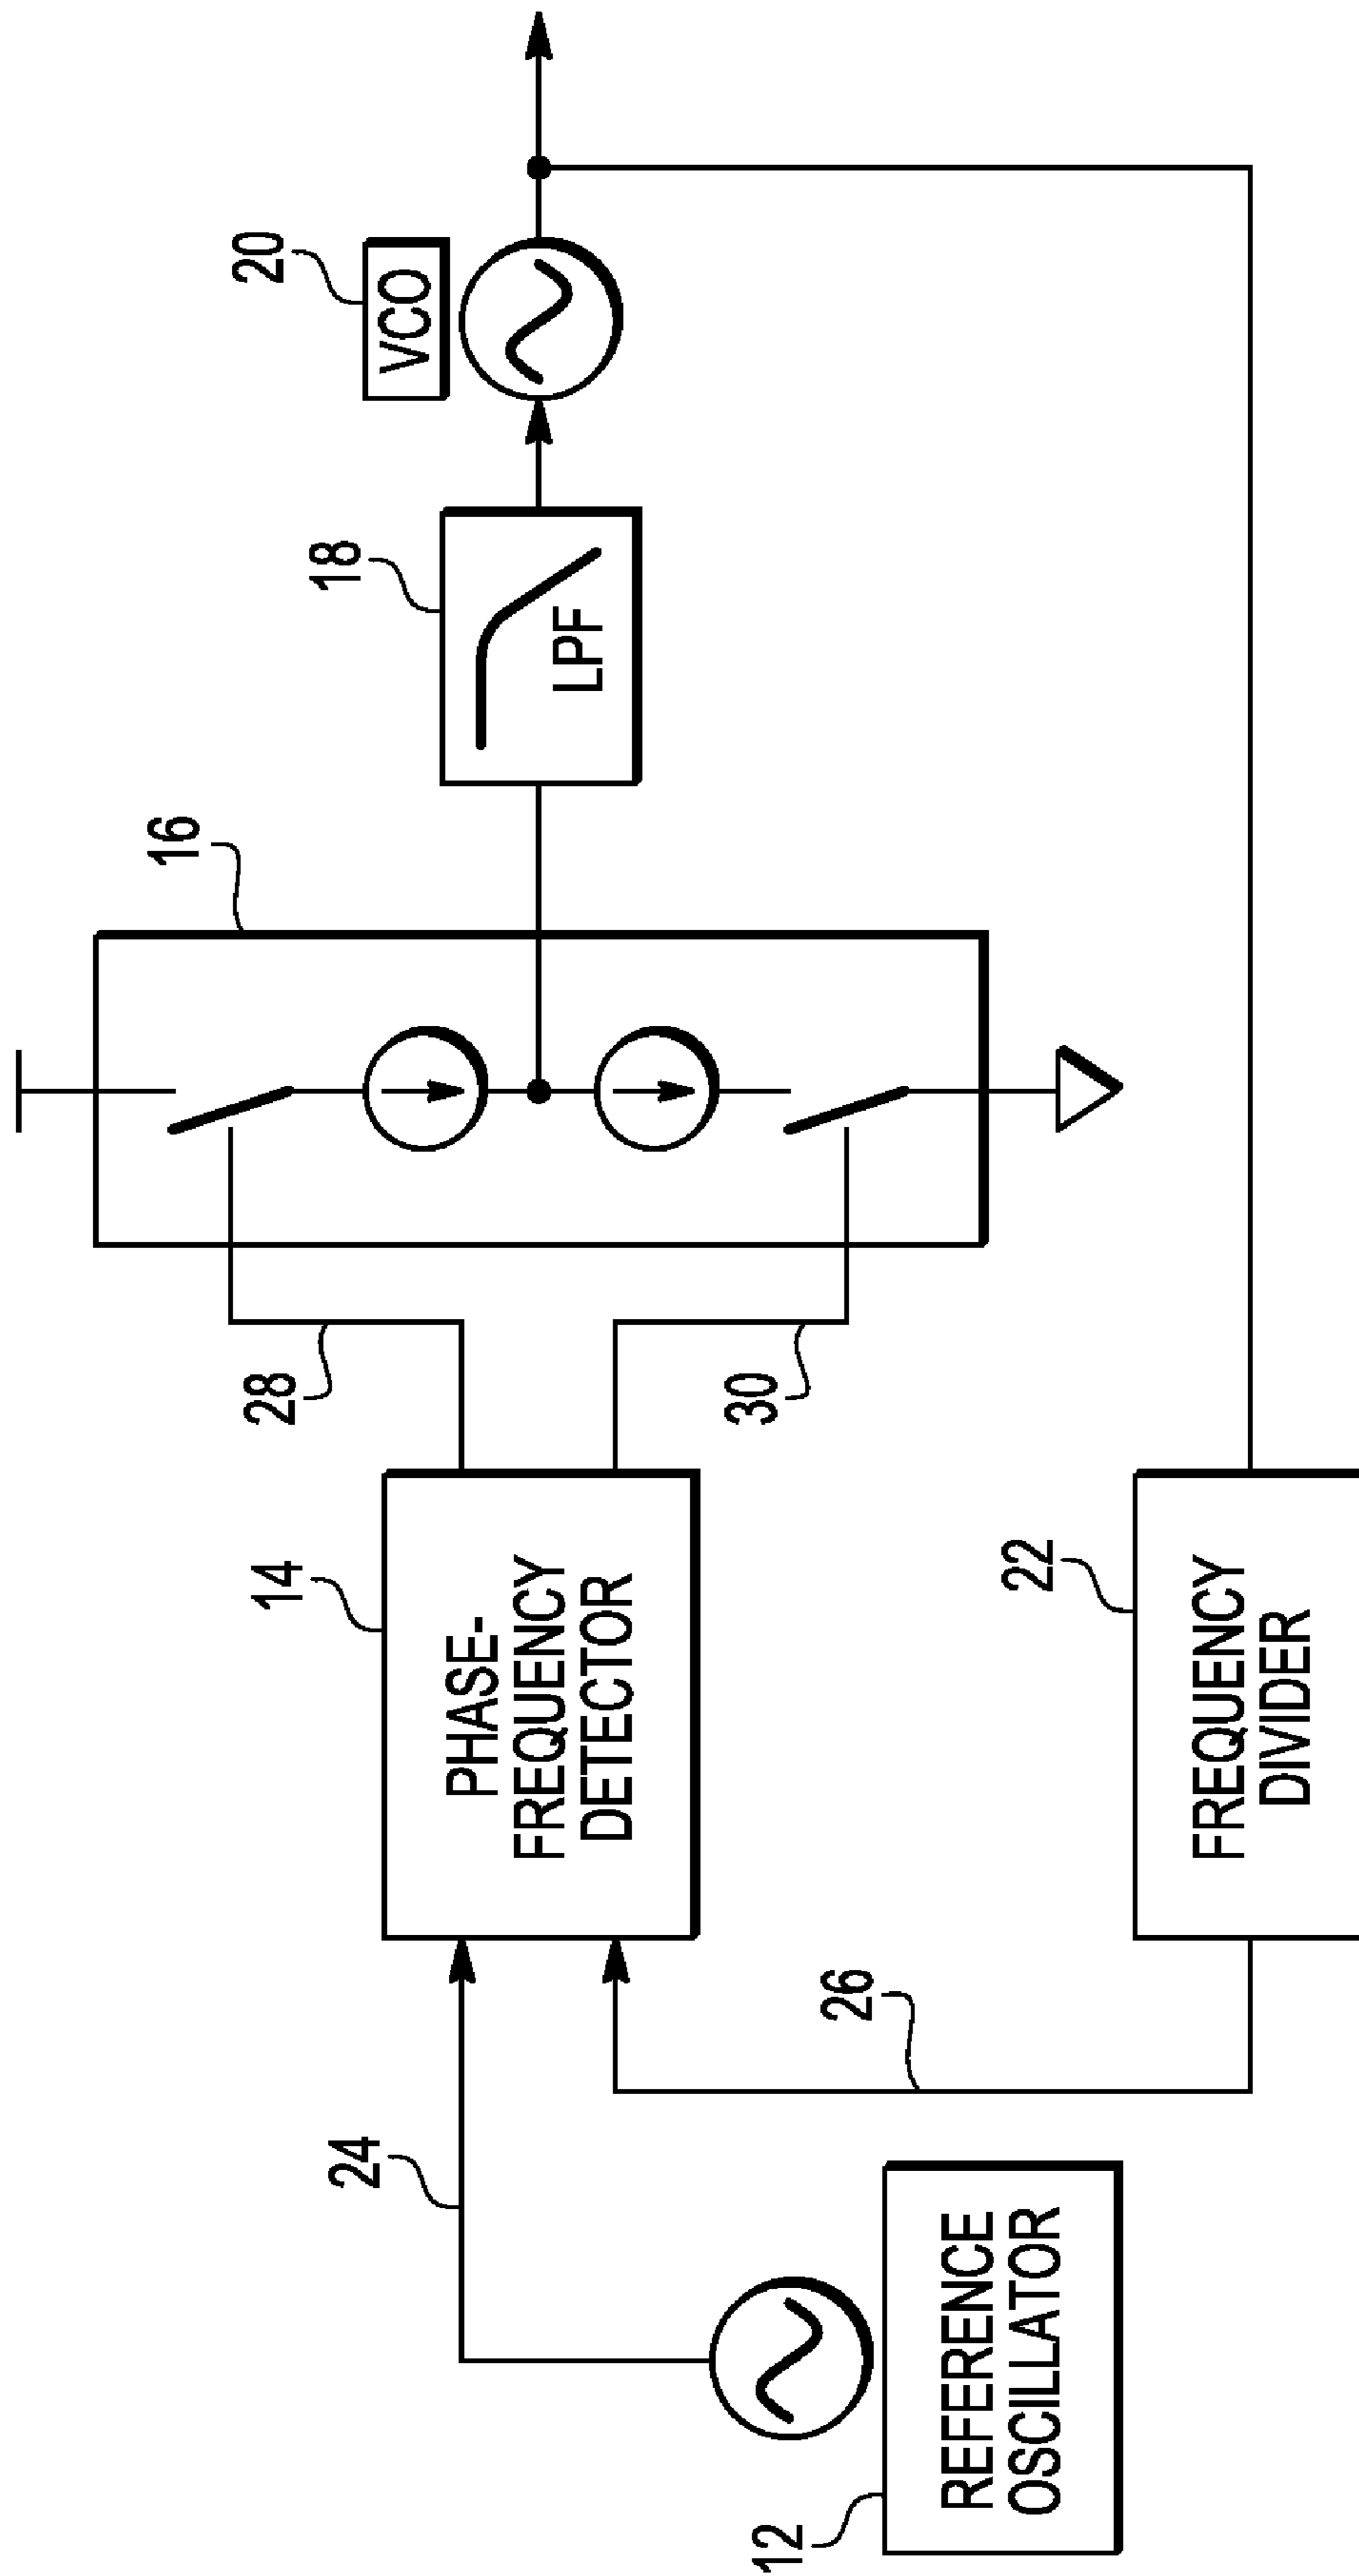 20
VCO
18
LPF
16
28
30
14
PHASE-
FREQUENCY
DETECTOR
22
FREQUENCY
DIVIDER
24
26
12
REFERENCE
OSCILLATOR